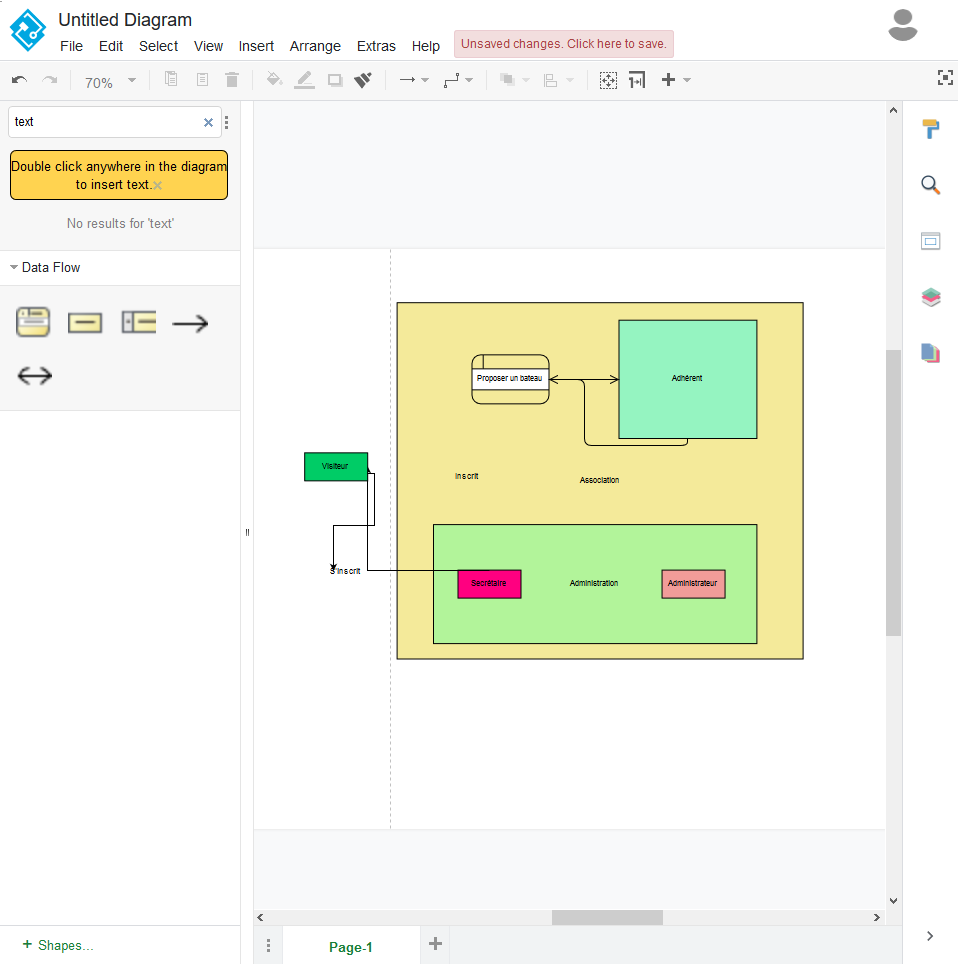 Untitled Diagram
File Edit Select View Insert Arrange Extras Help
Unsaved changes. Click here to save.
70%
text
Double click anywhere in the diagram
to insert text.
No results for 'text'
Data Flow
Proposer un bateau
Adhérent
Visiteur
Inscrit
Association
S'inscrit
Secrétaire
Administration
Administrateur
+ Shapes...
Page-1